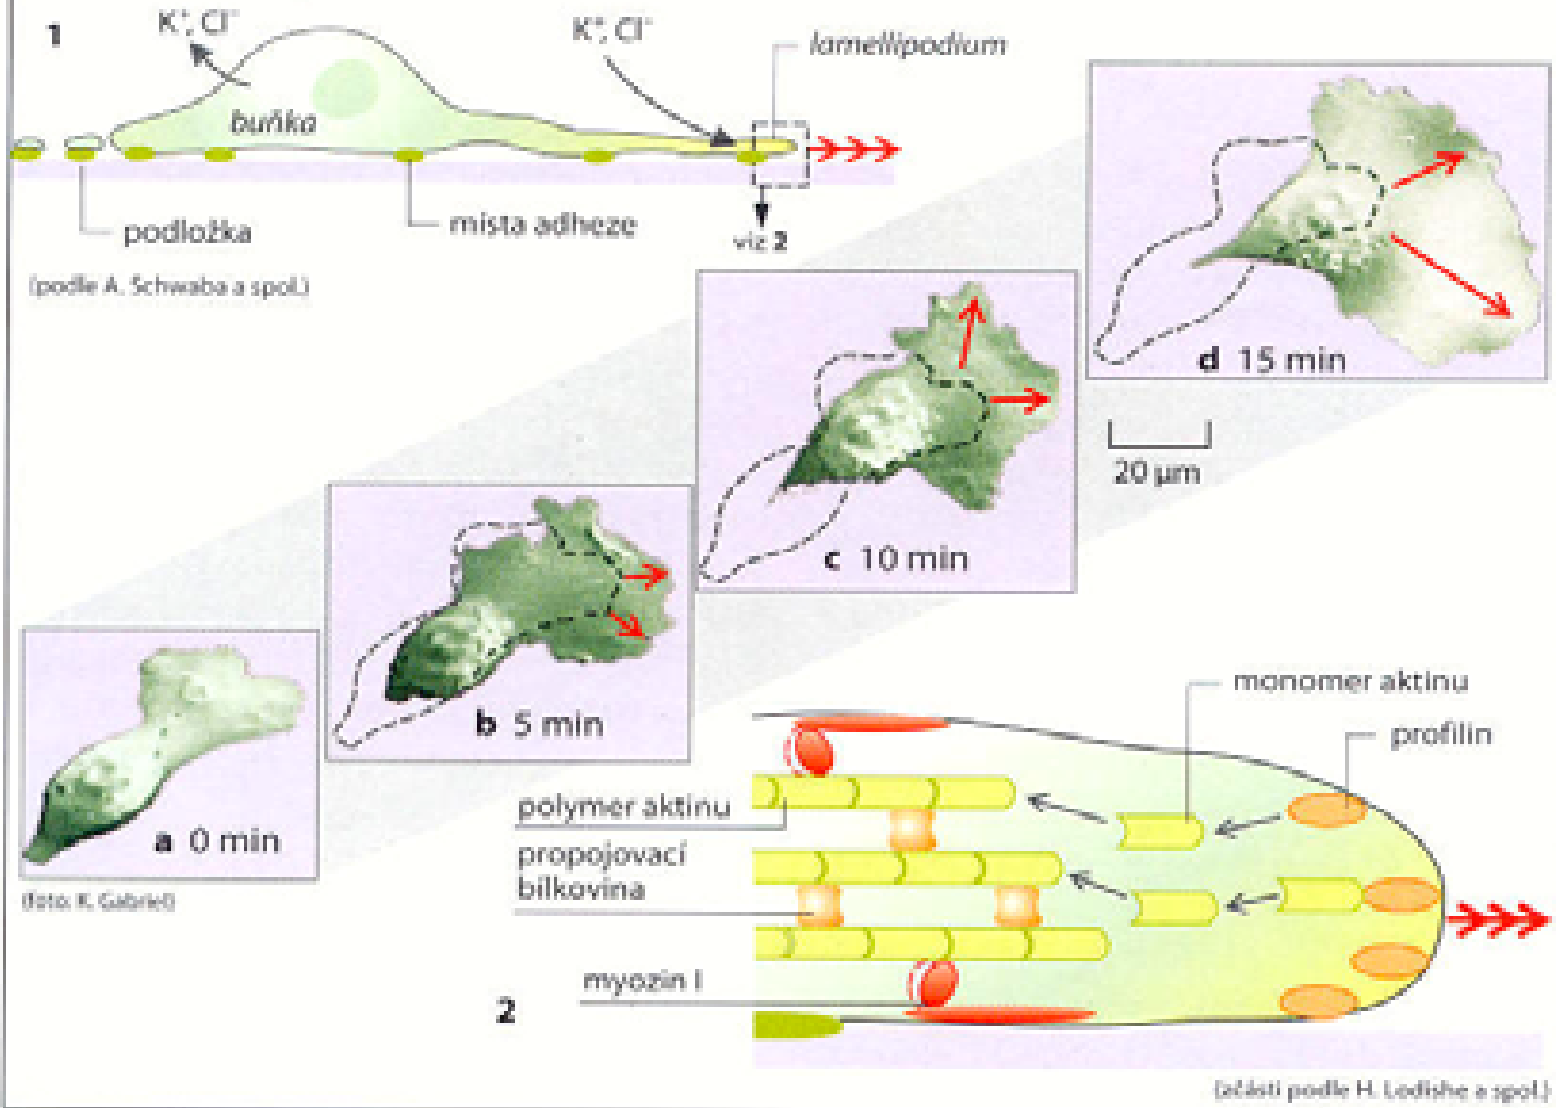 1
K⁺, Cl⁻
K⁺, Cl⁻
lamellipodium
buňka
podložka
místa adheze
viz 2
(podle A. Schwaba a spol.)
d 15 min
20 µm
c 10 min
b 5 min
a 0 min
(foto: K. Gabriel)
monomer aktinu
profilin
polymer aktinu
propojovací
bílkovina
myozin I
2
(zčásti podle H. Lodishe a spol.)